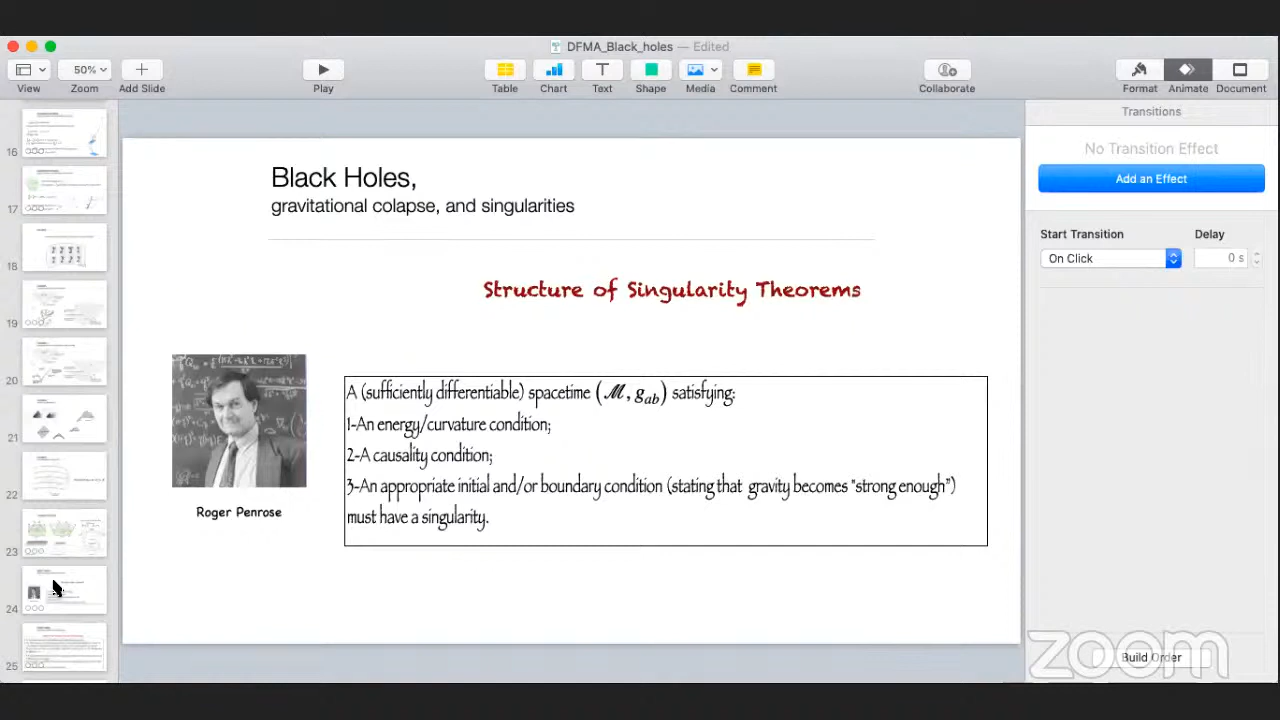 DFMA_Black_holes — Edited
50%
View
Zoom
Add Slide
Play
Table
Chart
Text
Shape
Media
Comment
Collaborate
Format
Animate
Document
16
17
18
19
20
21
22
23
24
25
Black Holes,
gravitational colapse, and singularities
Structure of Singularity Theorems
A (sufficiently differentiable) spacetime (ℳ, g_ab) satisfying:
1-An energy/curvature condition;
2-A causality condition;
3-An appropriate initial and/or boundary condition (stating that gravity becomes "strong enough")
must have a singularity.
Roger Penrose
Transitions
No Transition Effect
Add an Effect
Start Transition
Delay
On Click
0 s
Build Order
zoom